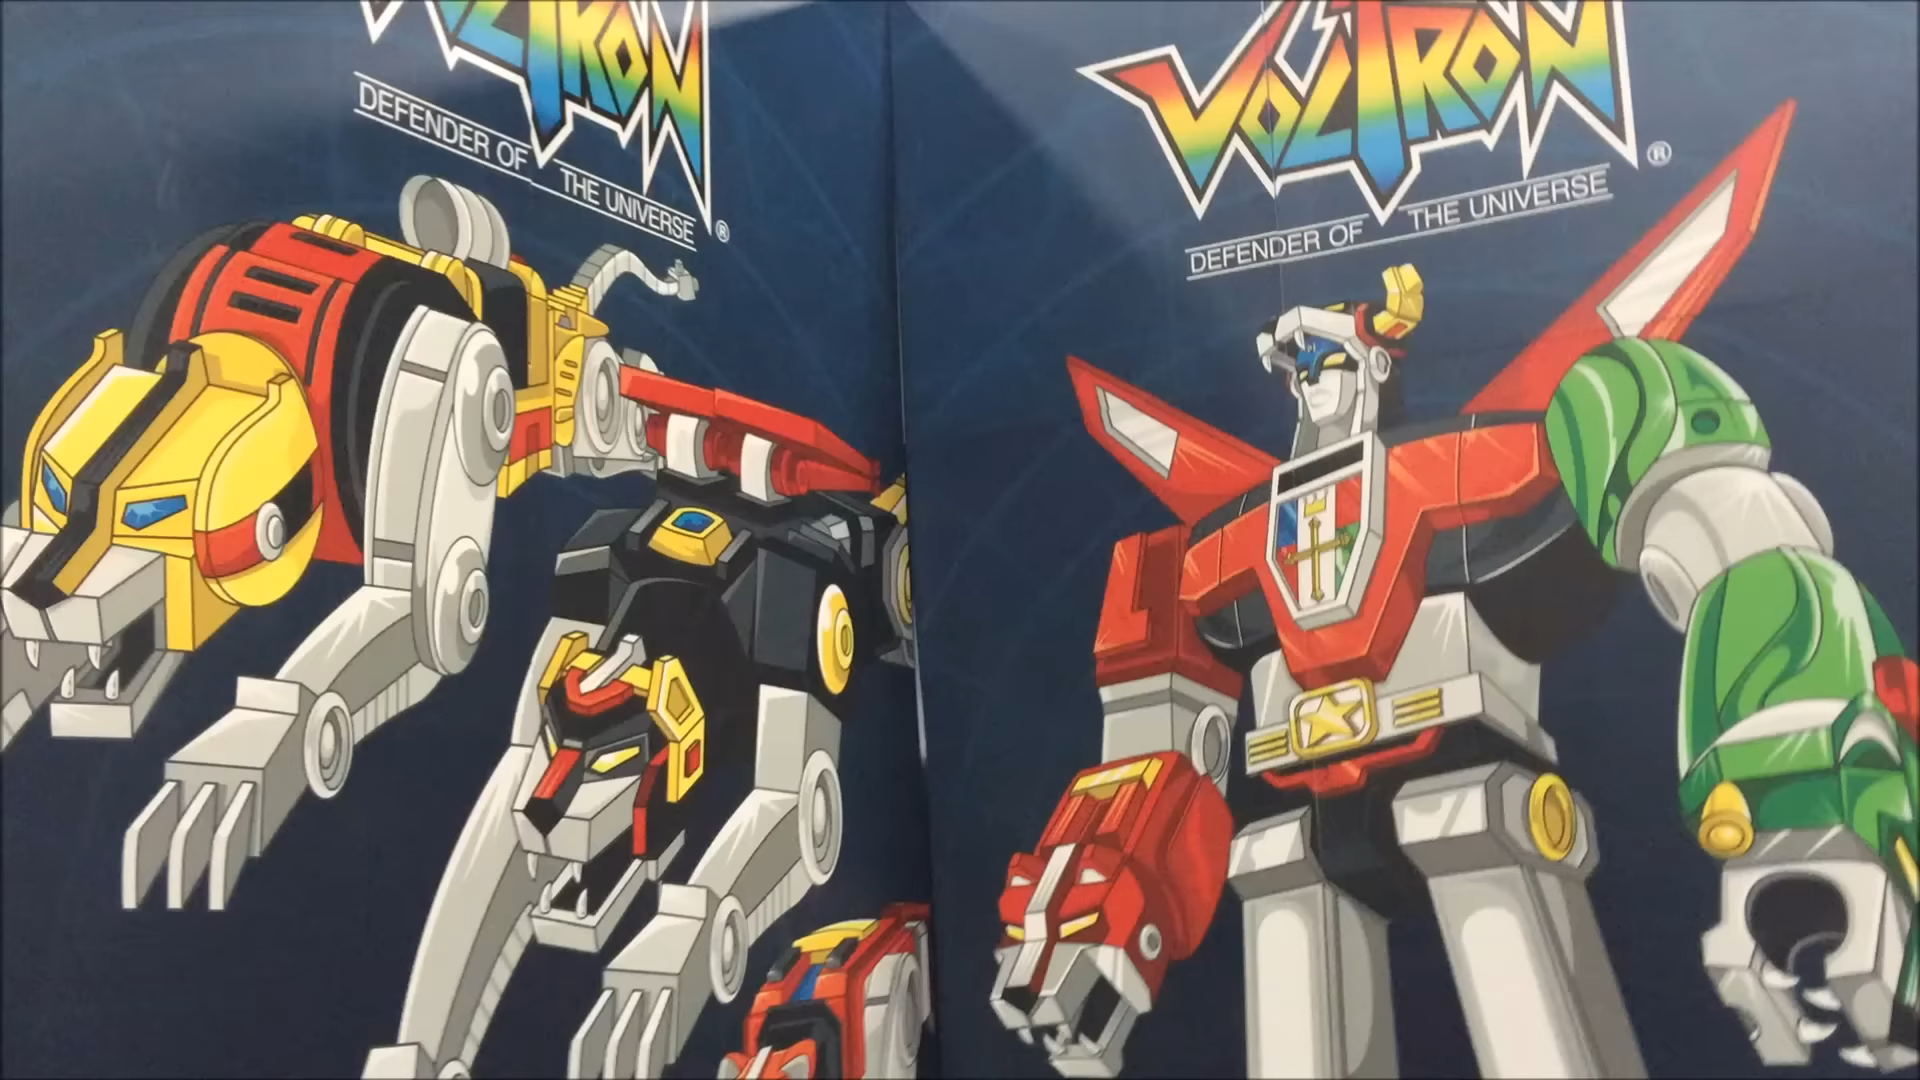 VOLTRON
DEFENDER OF THE UNIVERSE ®
VOLTRON ®
DEFENDER OF THE UNIVERSE